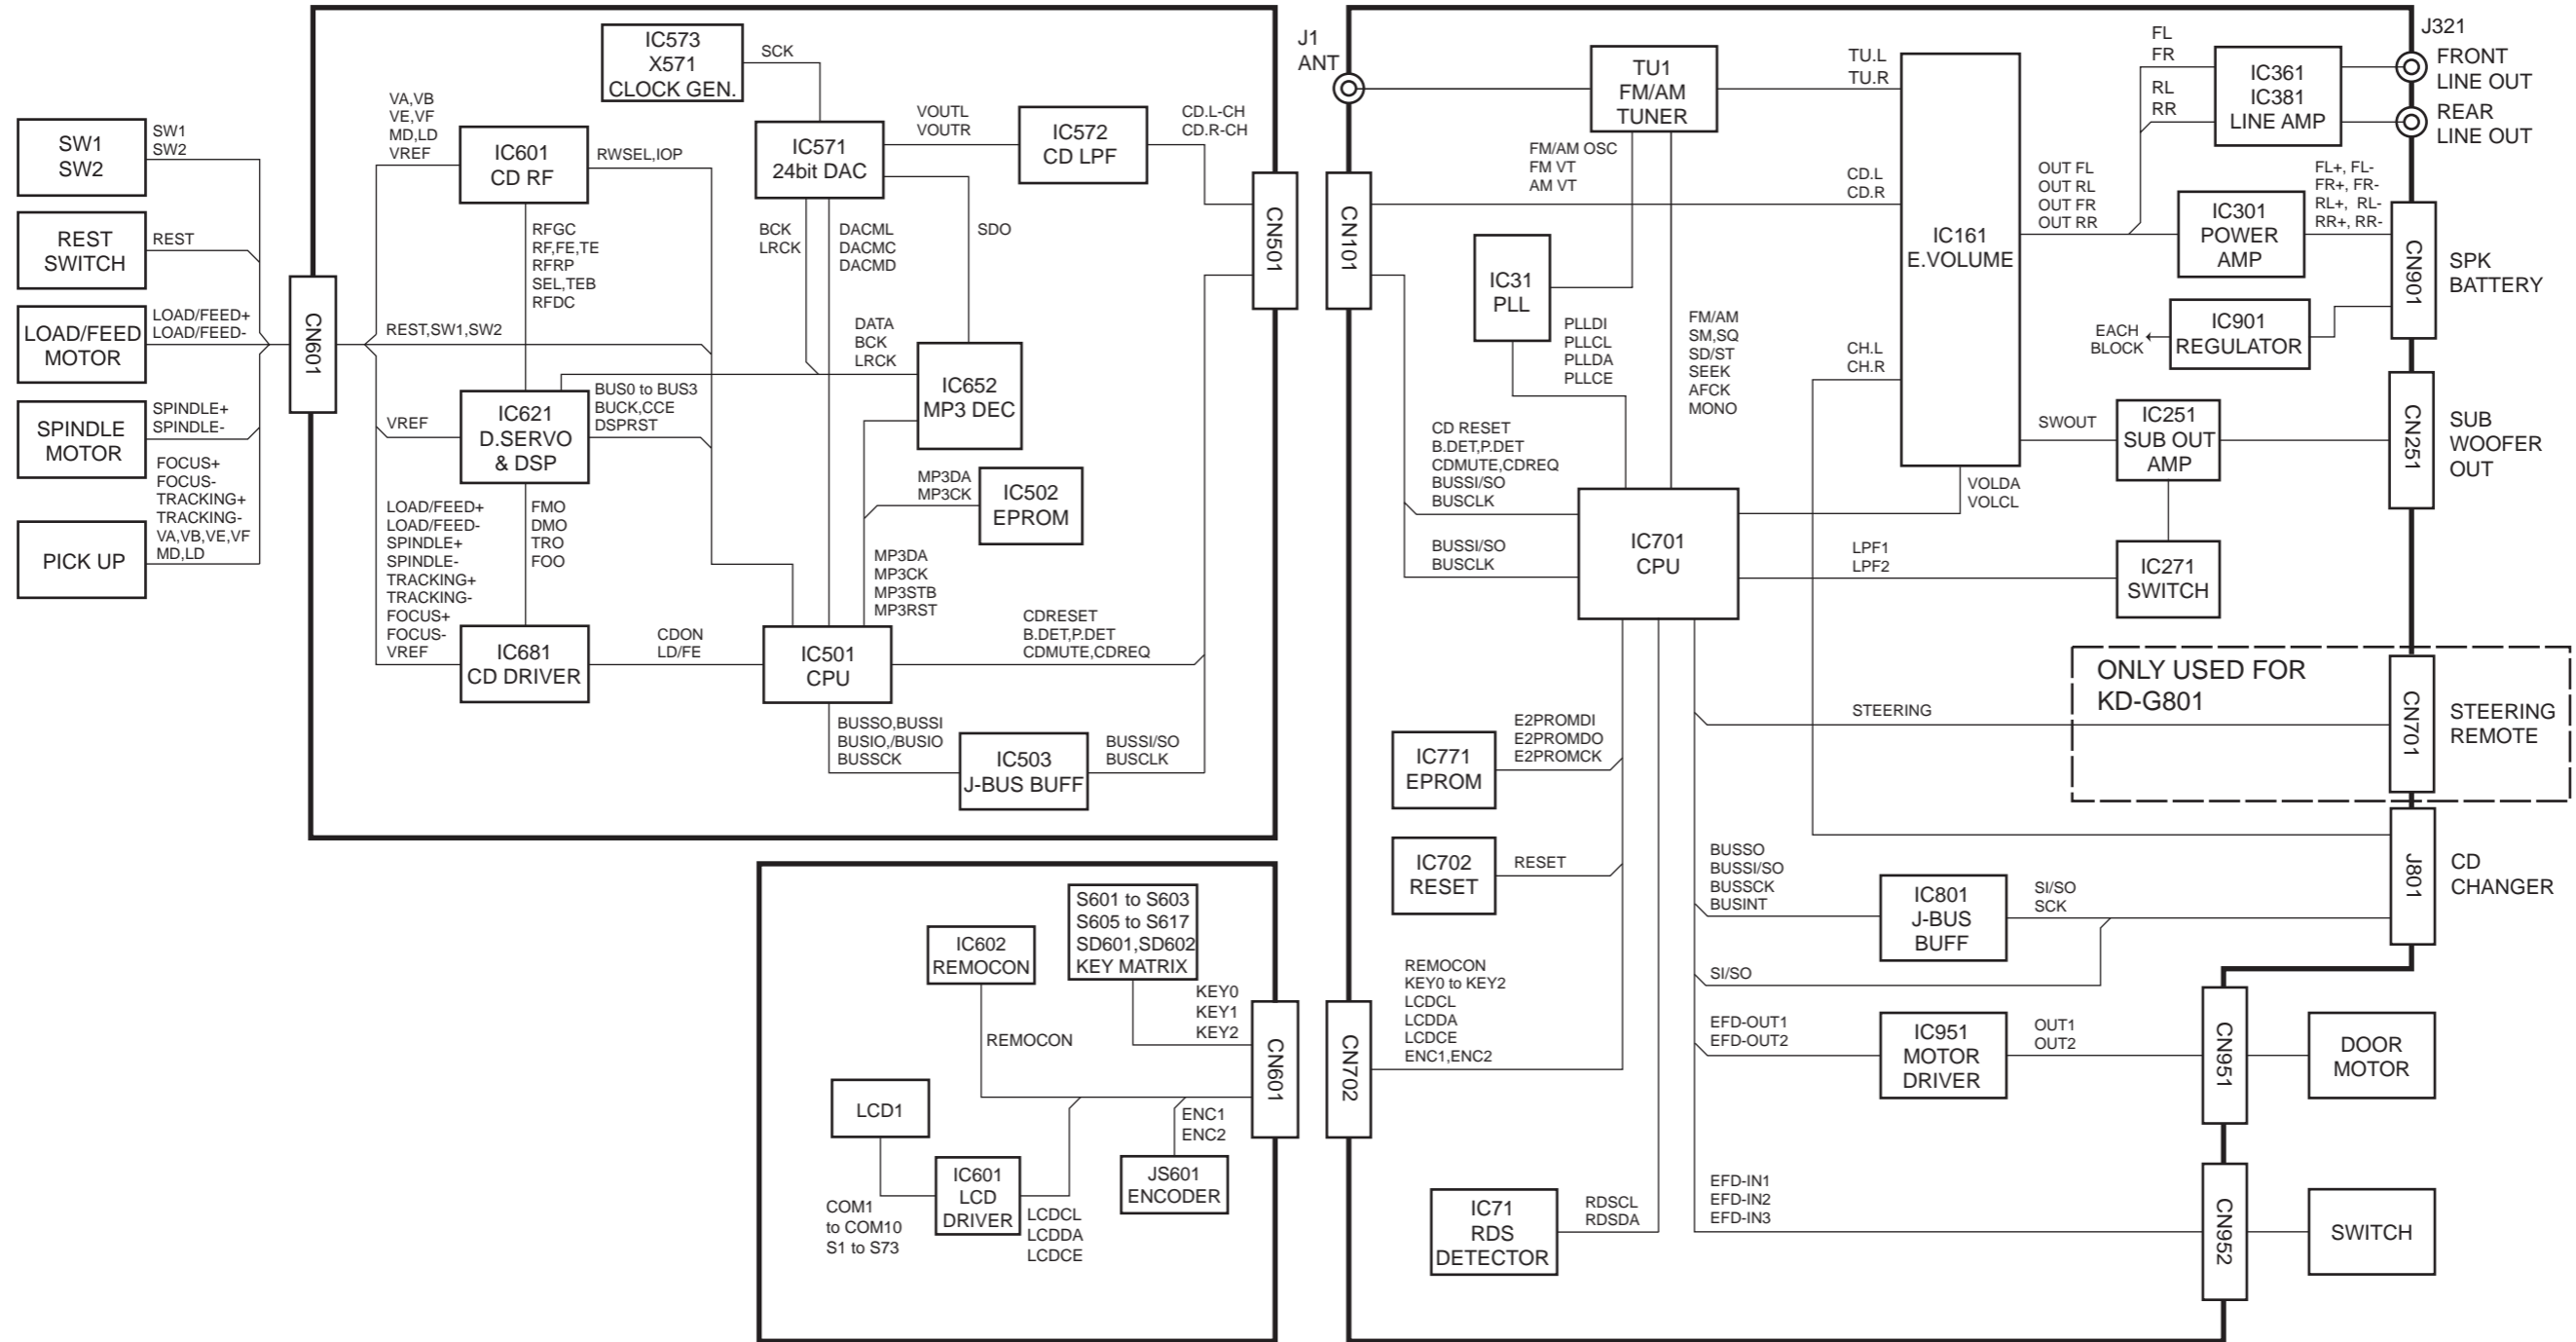 SW1
SW2
SW1
SW2
REST
SWITCH
REST
LOAD/FEED
MOTOR
LOAD/FEED+
LOAD/FEED-
SPINDLE
MOTOR
SPINDLE+
SPINDLE-
PICK UP
FOCUS+
FOCUS-
TRACKING+
TRACKING-
VA,VB,VE,VF
MD,LD
CN601
IC573
X571
CLOCK GEN.
SCK
VA,VB
VE,VF
MD,LD
VREF
IC601
CD RF
RWSEL,IOP
IC571
24bit DAC
VOUTL
VOUTR
IC572
CD LPF
CD.L-CH
CD.R-CH
CN501
RFGC
RF,FE,TE
RFRP
SEL,TEB
RFDC
BCK
LRCK
DACML
DACMC
DACMD
SDO
REST,SW1,SW2
DATA
BCK
LRCK
IC652
MP3 DEC
VREF
IC621
D.SERVO
& DSP
BUS0 to BUS3
BUCK,CCE
DSPRST
MP3DA
MP3CK
IC502
EPROM
LOAD/FEED+
LOAD/FEED-
SPINDLE+
SPINDLE-
TRACKING+
TRACKING-
FOCUS+
FOCUS-
VREF
FMO
DMO
TRO
FOO
MP3DA
MP3CK
MP3STB
MP3RST
IC681
CD DRIVER
CDON
LD/FE
IC501
CPU
CDRESET
B.DET,P.DET
CDMUTE,CDREQ
BUSSO,BUSSI
BUSIO,/BUSIO
BUSSCK
IC503
J-BUS BUFF
BUSSI/SO
BUSCLK
IC602
REMOCON
S601 to S603
S605 to S617
SD601,SD602
KEY MATRIX
KEY0
KEY1
KEY2
REMOCON
CN601
LCD1
ENC1
ENC2
IC601
LCD
DRIVER
JS601
ENCODER
COM1
to COM10
S1 to S73
LCDCL
LCDDA
LCDCE
J1
ANT
TU1
FM/AM
TUNER
TU.L
TU.R
FL
FR
RL
RR
IC361
IC381
LINE AMP
J321
FRONT
LINE OUT
REAR
LINE OUT
CN101
FM/AM OSC
FM VT
AM VT
CD.L
CD.R
IC161
E.VOLUME
OUT FL
OUT RL
OUT FR
OUT RR
IC301
POWER
AMP
FL+, FL-
FR+, FR-
RL+, RL-
RR+, RR-
CN901
SPK
BATTERY
IC31
PLL
PLLDI
PLLCL
PLLDA
PLLCE
FM/AM
SM,SQ
SD/ST
SEEK
AFCK
MONO
CH.L
CH.R
EACH
BLOCK
IC901
REGULATOR
SWOUT
IC251
SUB OUT
AMP
CN251
SUB
WOOFER
OUT
CD RESET
B.DET,P.DET
CDMUTE,CDREQ
BUSSI/SO
BUSCLK
BUSSI/SO
BUSCLK
IC701
CPU
VOLDA
VOLCL
LPF1
LPF2
IC271
SWITCH
ONLY USED FOR
KD-G801
STEERING
CN701
STEERING
REMOTE
IC771
EPROM
E2PROMDI
E2PROMDO
E2PROMCK
IC702
RESET
RESET
BUSSO
BUSSI/SO
BUSSCK
BUSINT
IC801
J-BUS
BUFF
SI/SO
SCK
J801
CD
CHANGER
SI/SO
REMOCON
KEY0 to KEY2
LCDCL
LCDDA
LCDCE
ENC1,ENC2
CN702
EFD-OUT1
EFD-OUT2
IC951
MOTOR
DRIVER
OUT1
OUT2
CN951
DOOR
MOTOR
IC71
RDS
DETECTOR
RDSCL
RDSDA
EFD-IN1
EFD-IN2
EFD-IN3
CN952
SWITCH